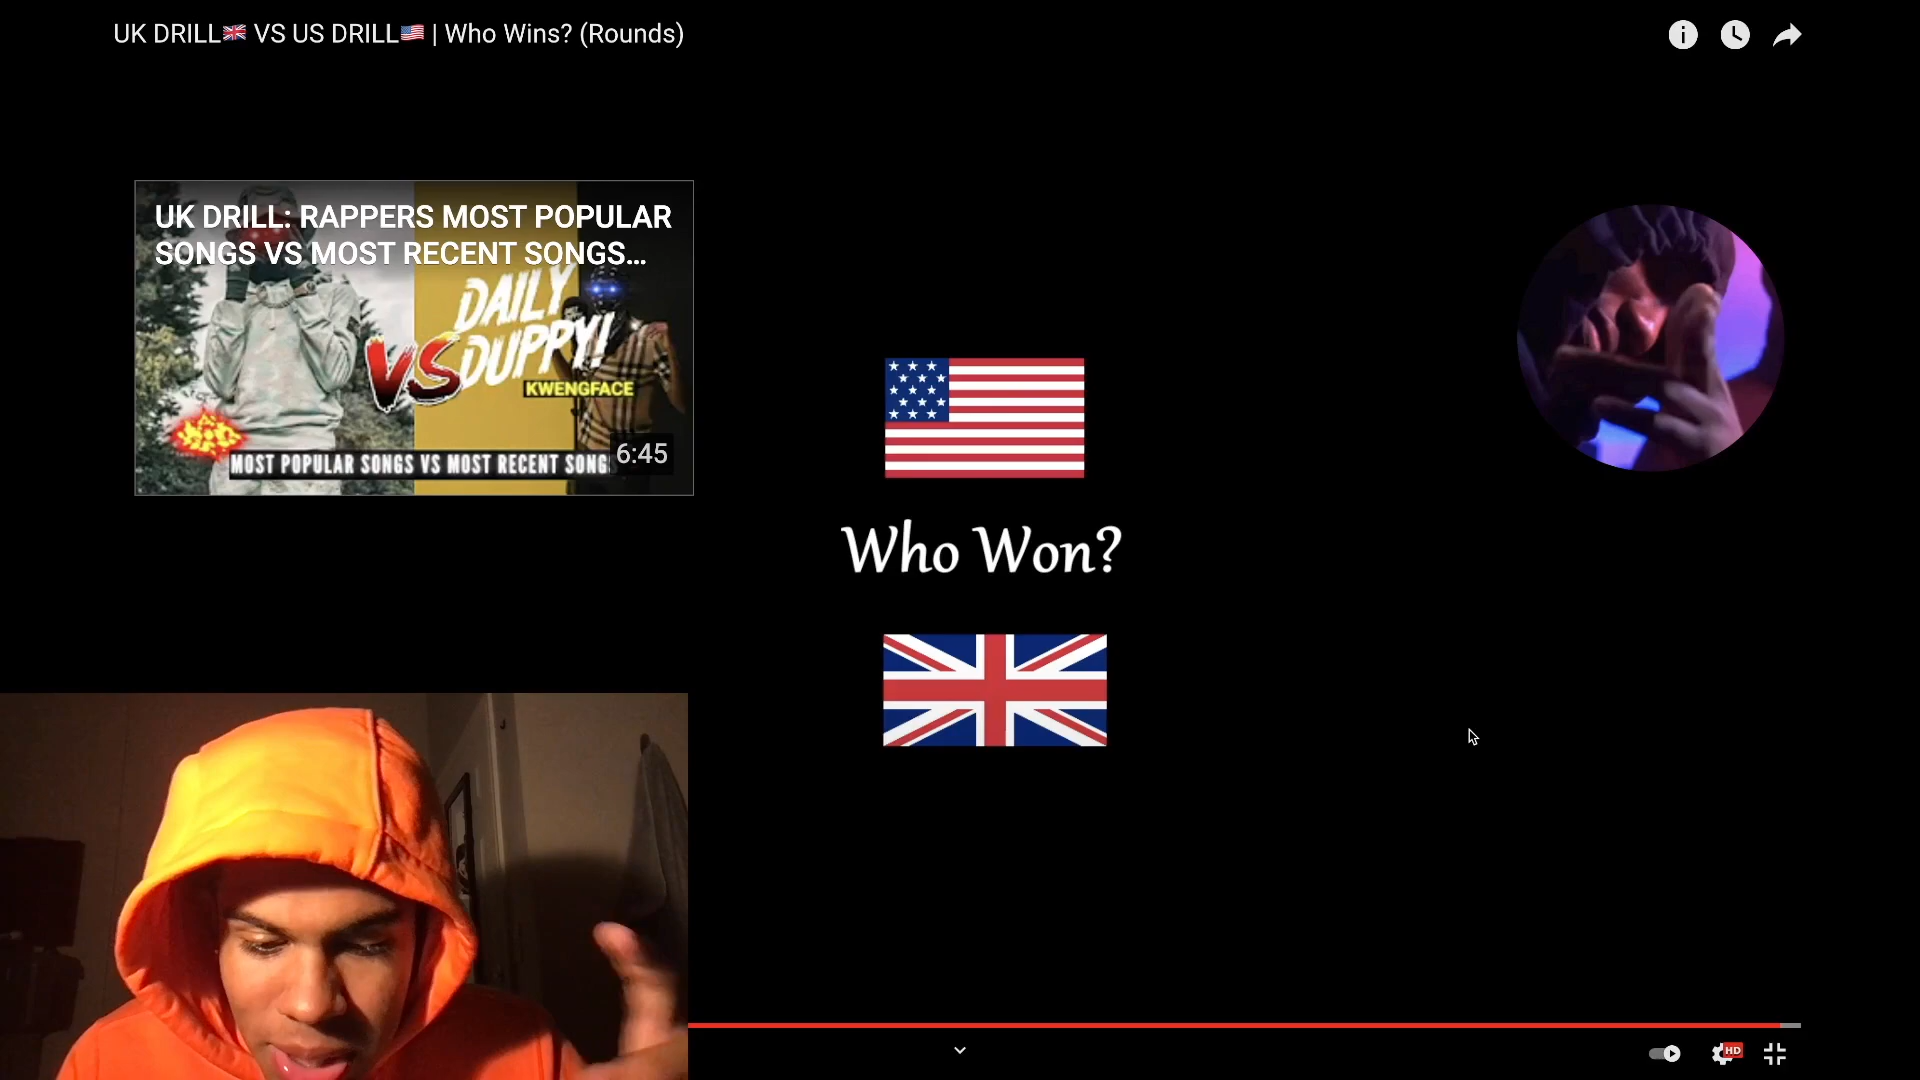 UK DRILL🇬🇧 VS US DRILL🇺🇸 | Who Wins? (Rounds)
UK DRILL: RAPPERS MOST POPULAR
SONGS VS MOST RECENT SONGS...
DAILY
DUPPY!
VS
KWENGFACE
6:45
MOST POPULAR SONGS VS MOST RECENT SONG
Who Won?
HD